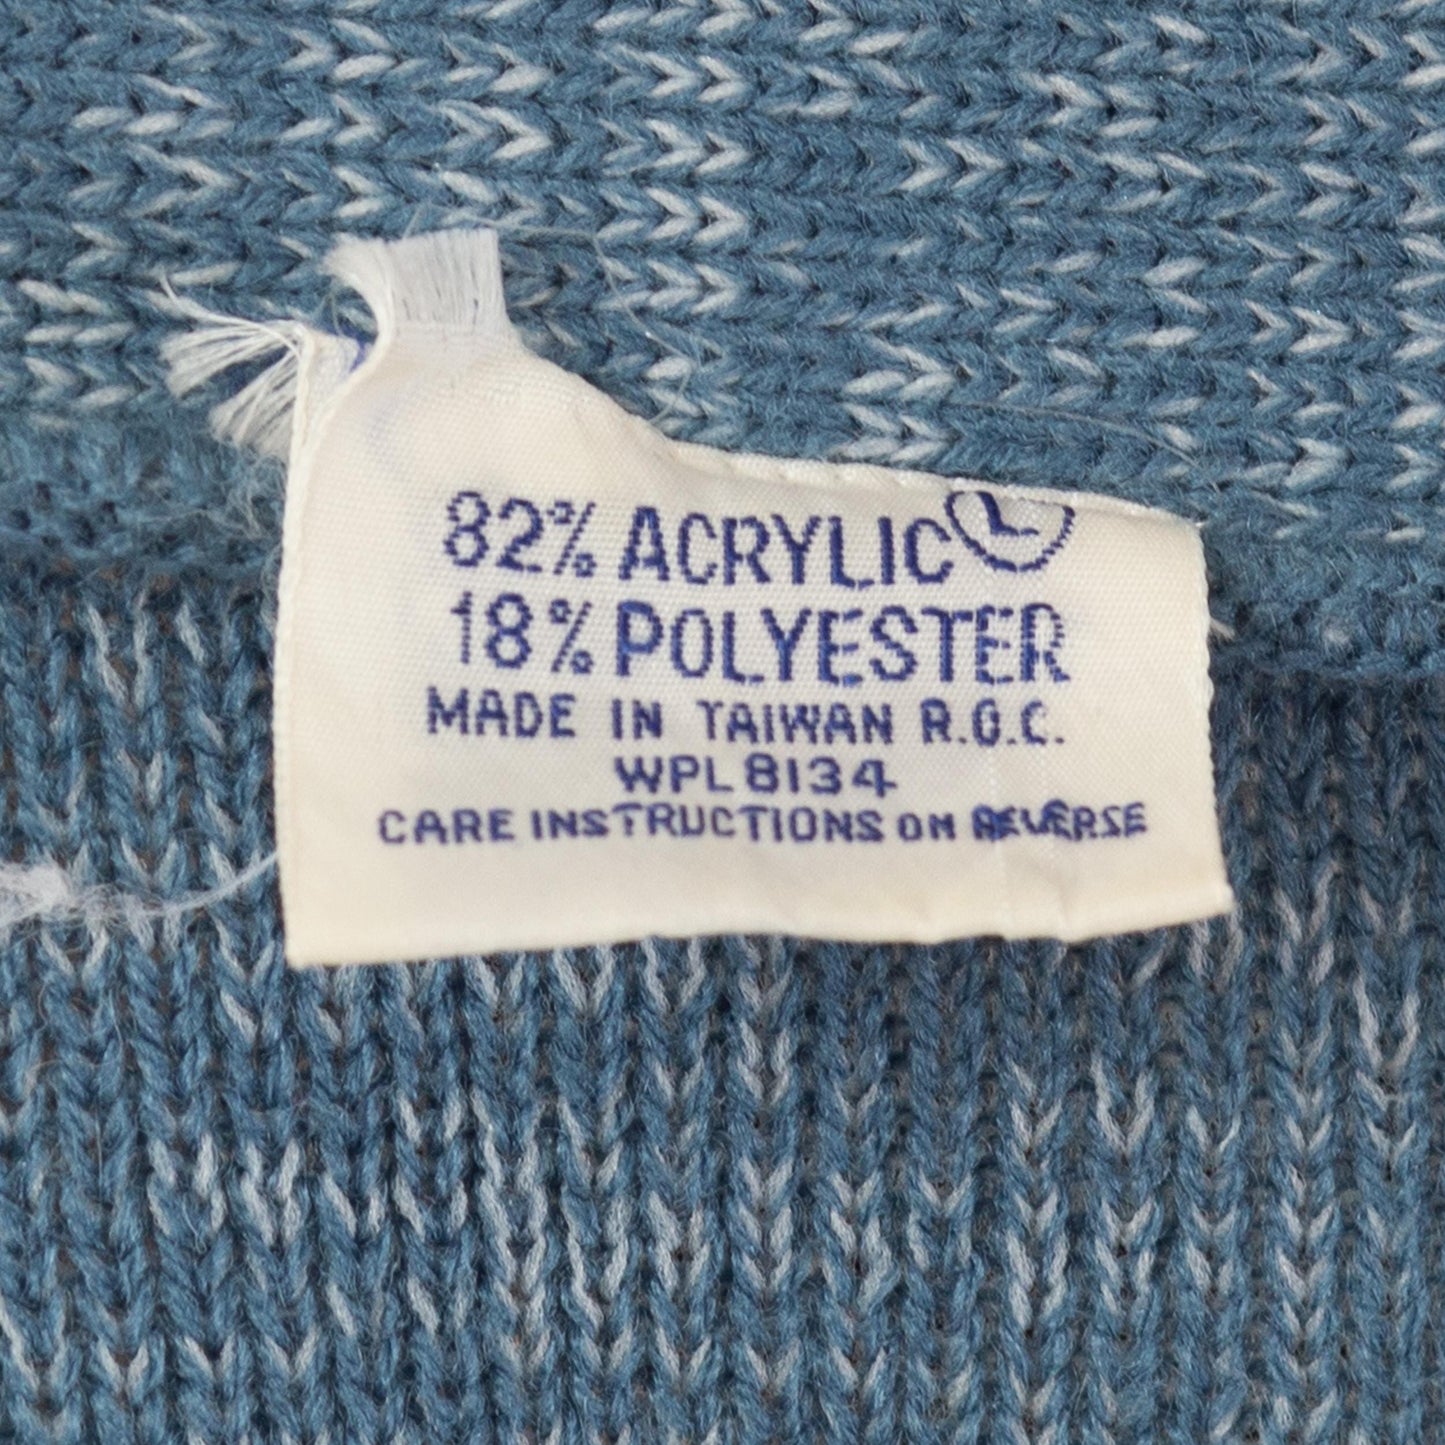 82% ACRYLIC L
18% POLYESTER
MADE IN TAIWAN R.O.C.
WPL 8134
CARE INSTRUCTIONS ON REVERSE